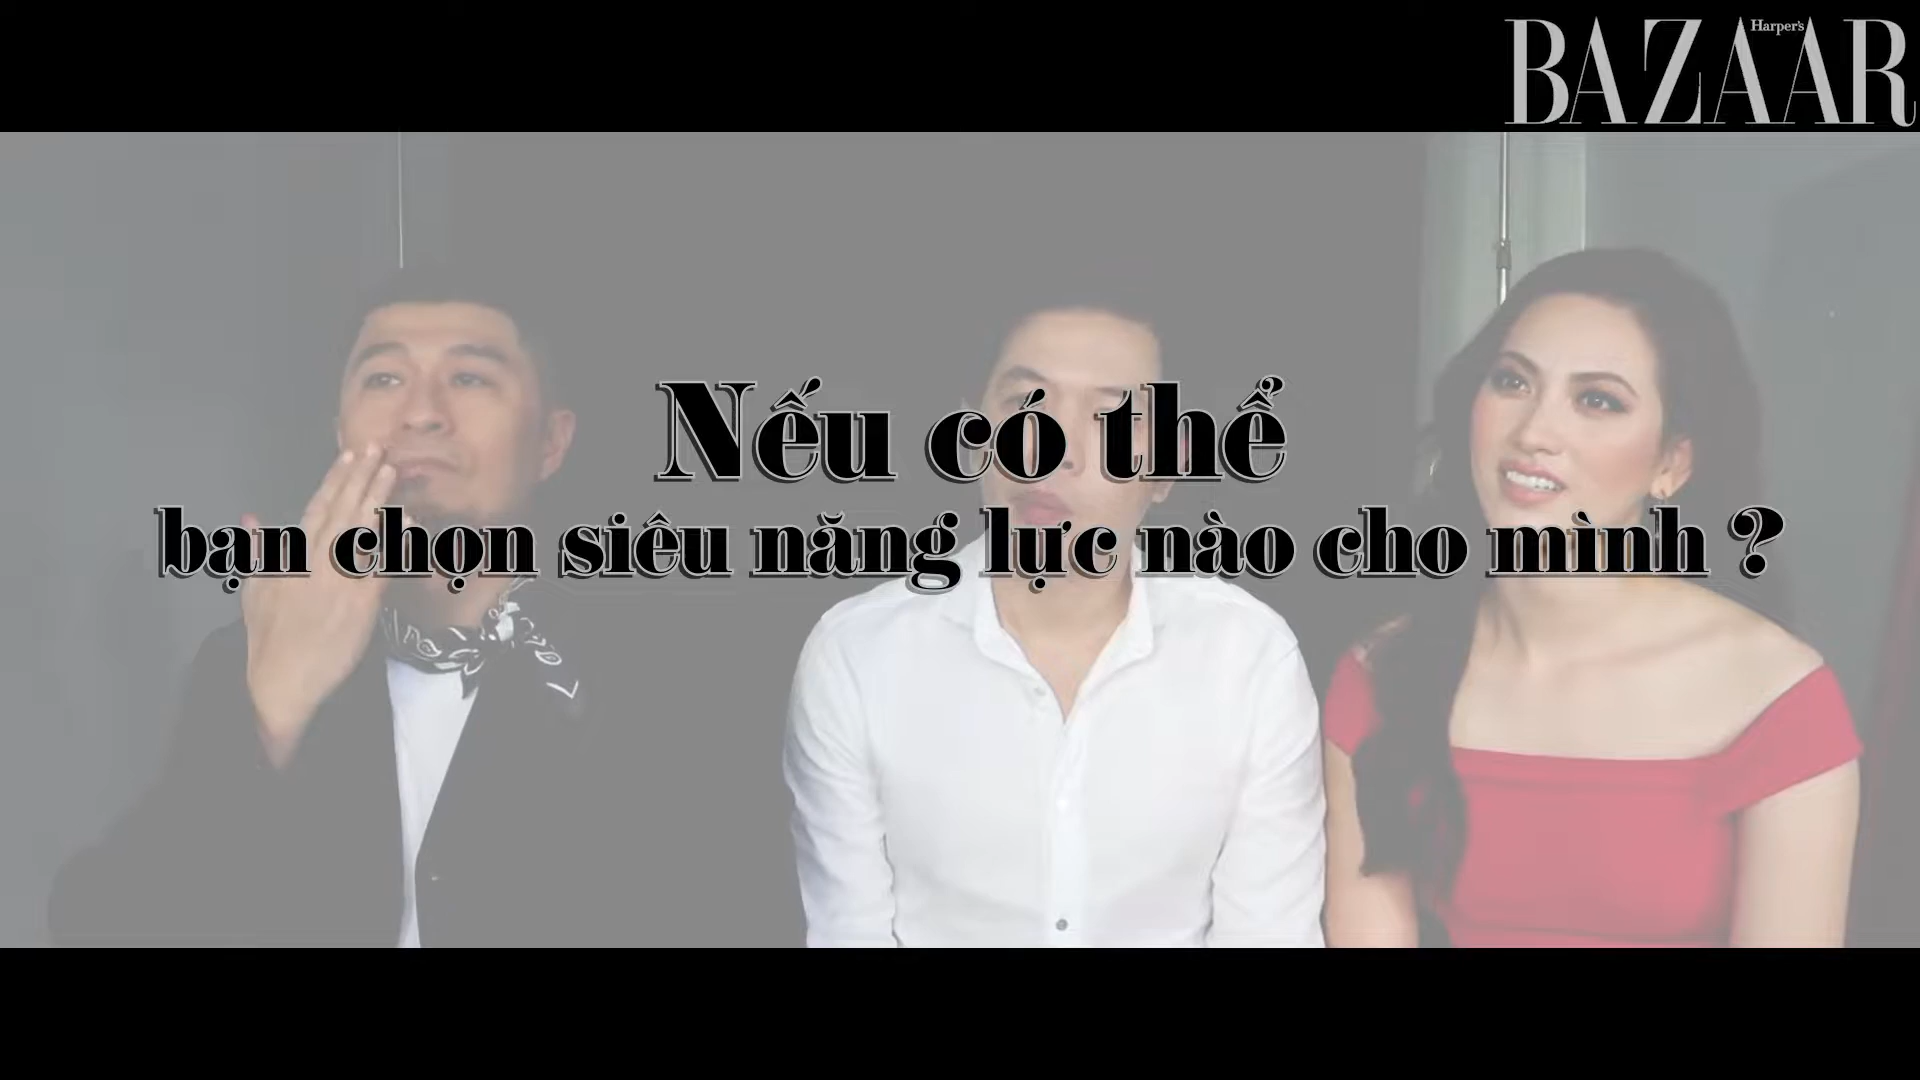 Harper's
BAZAAR
Nếu có thể
bạn chọn siêu năng lực nào cho mình ?